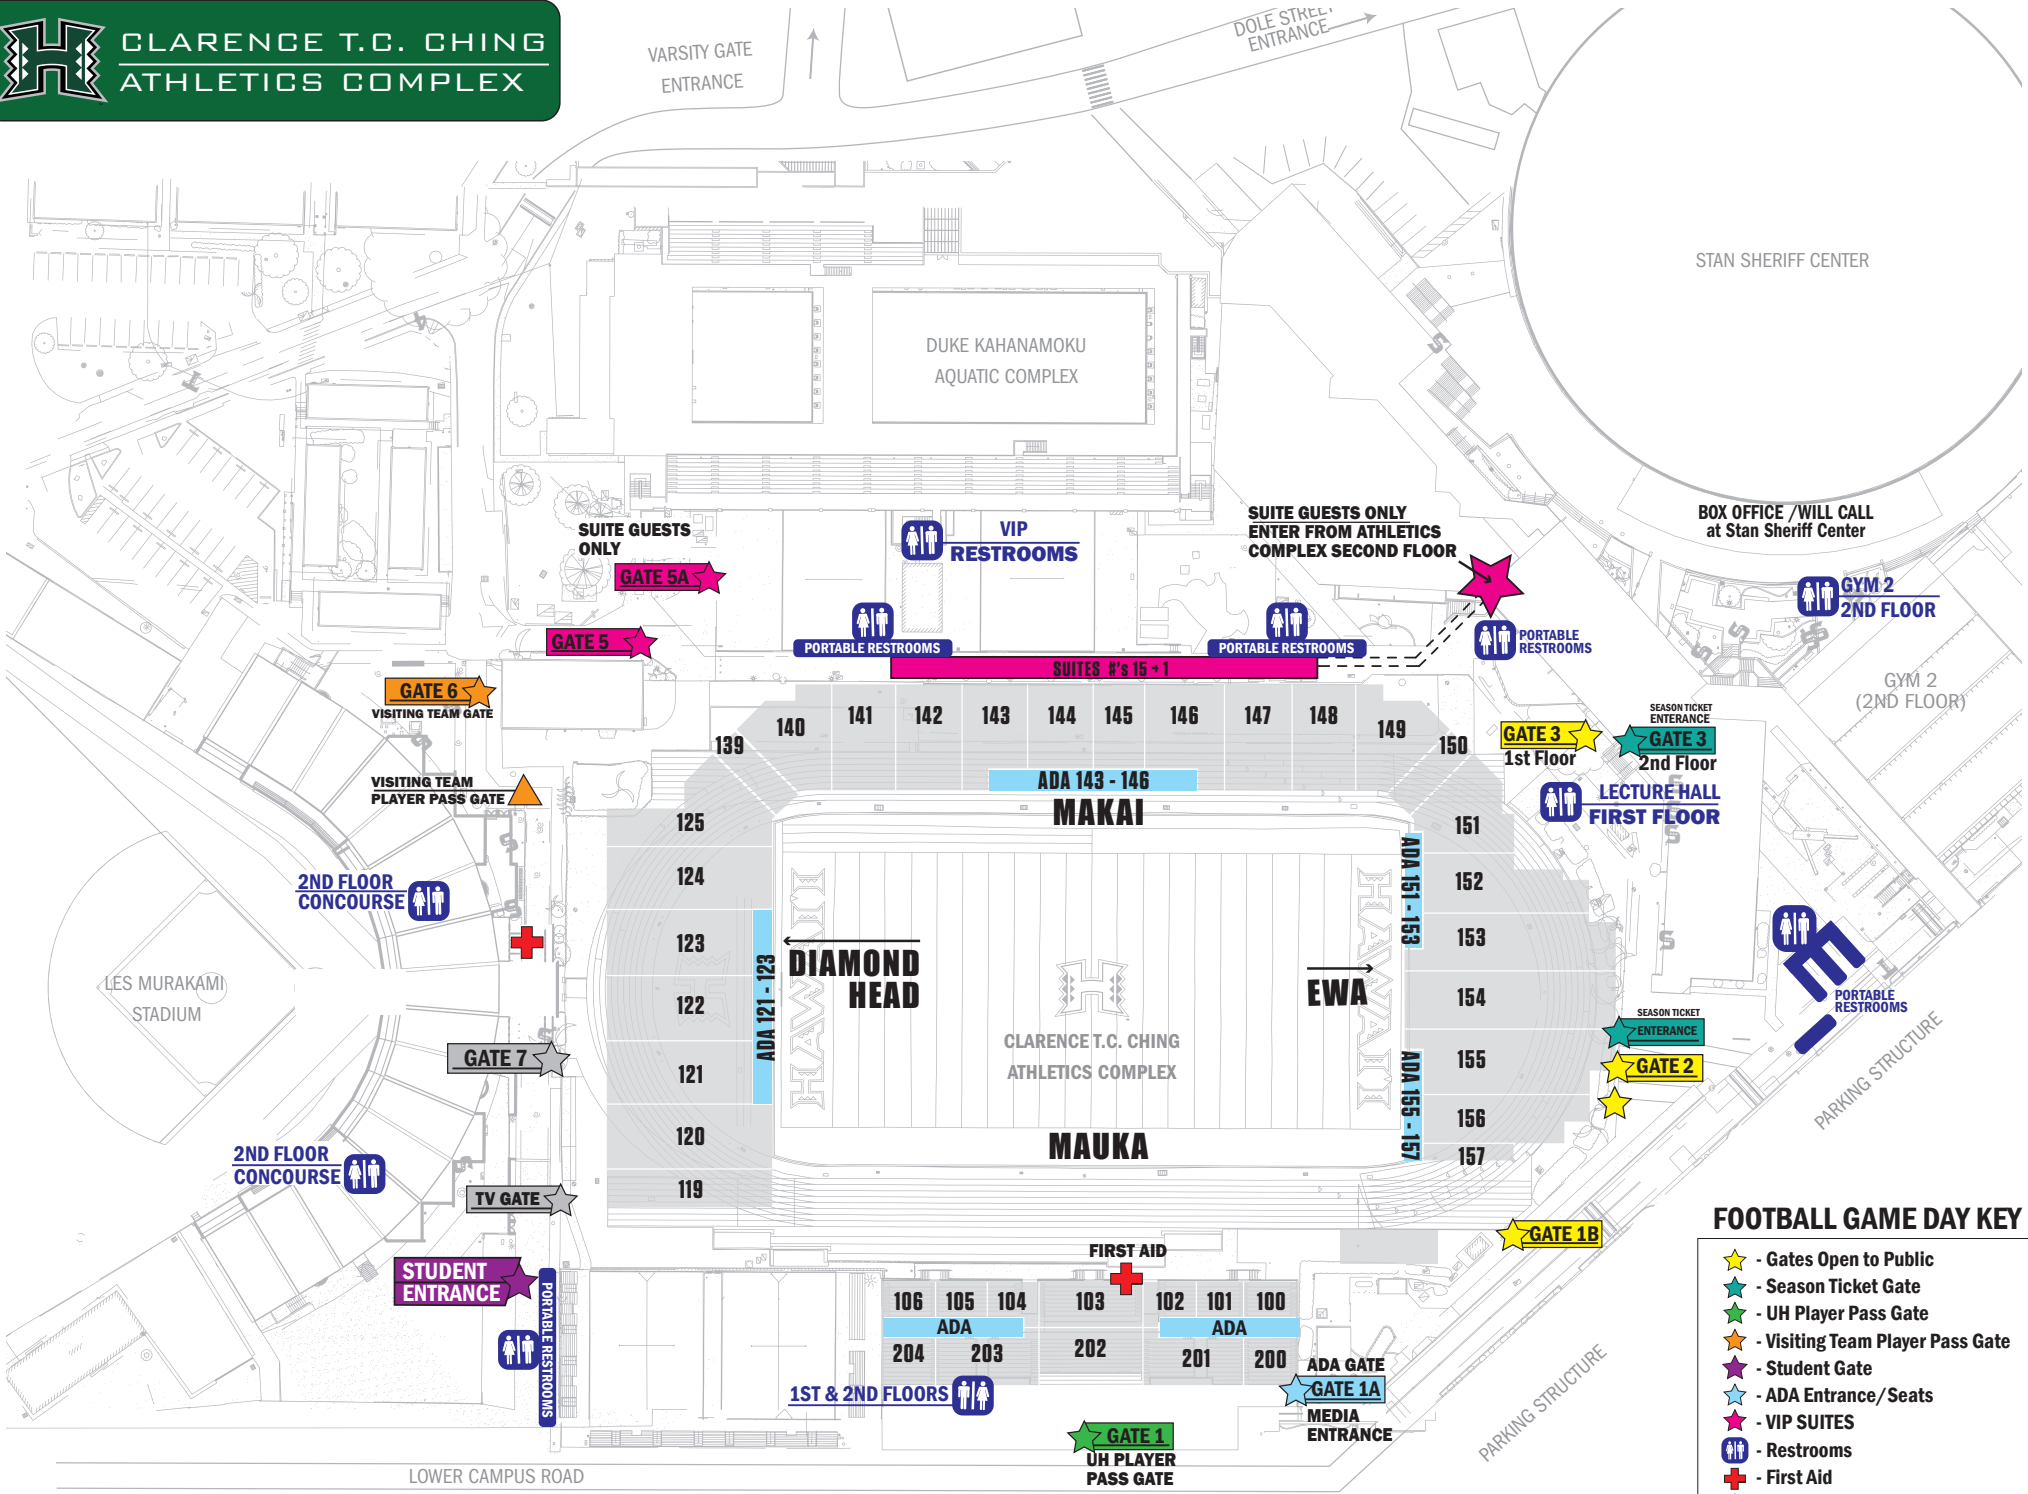 CLARENCE T.C. CHING
ATHLETICS COMPLEX
VARSITY GATE
ENTRANCE
DOLE STREET
ENTRANCE
STAN SHERIFF CENTER
DUKE KAHANAMOKU
AQUATIC COMPLEX
BOX OFFICE /WILL CALL
at Stan Sheriff Center
SUITE GUESTS
ONLY
GATE 5A
VIP
RESTROOMS
SUITE GUESTS ONLY
ENTER FROM ATHLETICS
COMPLEX SECOND FLOOR
GYM 2
2ND FLOOR
GATE 5
PORTABLE RESTROOMS
PORTABLE RESTROOMS
PORTABLE
RESTROOMS
SUITES #'s 15 - 1
GYM 2
(2ND FLOOR)
GATE 6
VISITING TEAM GATE
139
140
141
142
143
144
145
146
147
148
149
150
GATE 3
1st Floor
SEASON TICKET
ENTERANCE
GATE 3
2nd Floor
VISITING TEAM
PLAYER PASS GATE
ADA 143 - 146
MAKAI
LECTURE HALL
FIRST FLOOR
125
124
123
122
121
120
119
ADA 121 - 123
151
152
153
154
155
156
157
ADA 151 - 153
ADA 155 - 157
2ND FLOOR
CONCOURSE
DIAMOND
HEAD
EWA
HAWAII
HAWAII
CLARENCE T.C. CHING
ATHLETICS COMPLEX
LES MURAKAMI
STADIUM
PORTABLE
RESTROOMS
SEASON TICKET
ENTERANCE
GATE 2
PARKING STRUCTURE
GATE 7
MAUKA
2ND FLOOR
CONCOURSE
TV GATE
GATE 1B
STUDENT
ENTRANCE
PORTABLE RESTROOMS
FIRST AID
106
105
104
103
102
101
100
ADA
ADA
204
203
202
201
200
ADA GATE
GATE 1A
MEDIA
ENTRANCE
1ST & 2ND FLOORS
GATE 1
UH PLAYER
PASS GATE
PARKING STRUCTURE
LOWER CAMPUS ROAD
FOOTBALL GAME DAY KEY
- Gates Open to Public
- Season Ticket Gate
- UH Player Pass Gate
- Visiting Team Player Pass Gate
- Student Gate
- ADA Entrance/Seats
- VIP SUITES
- Restrooms
- First Aid